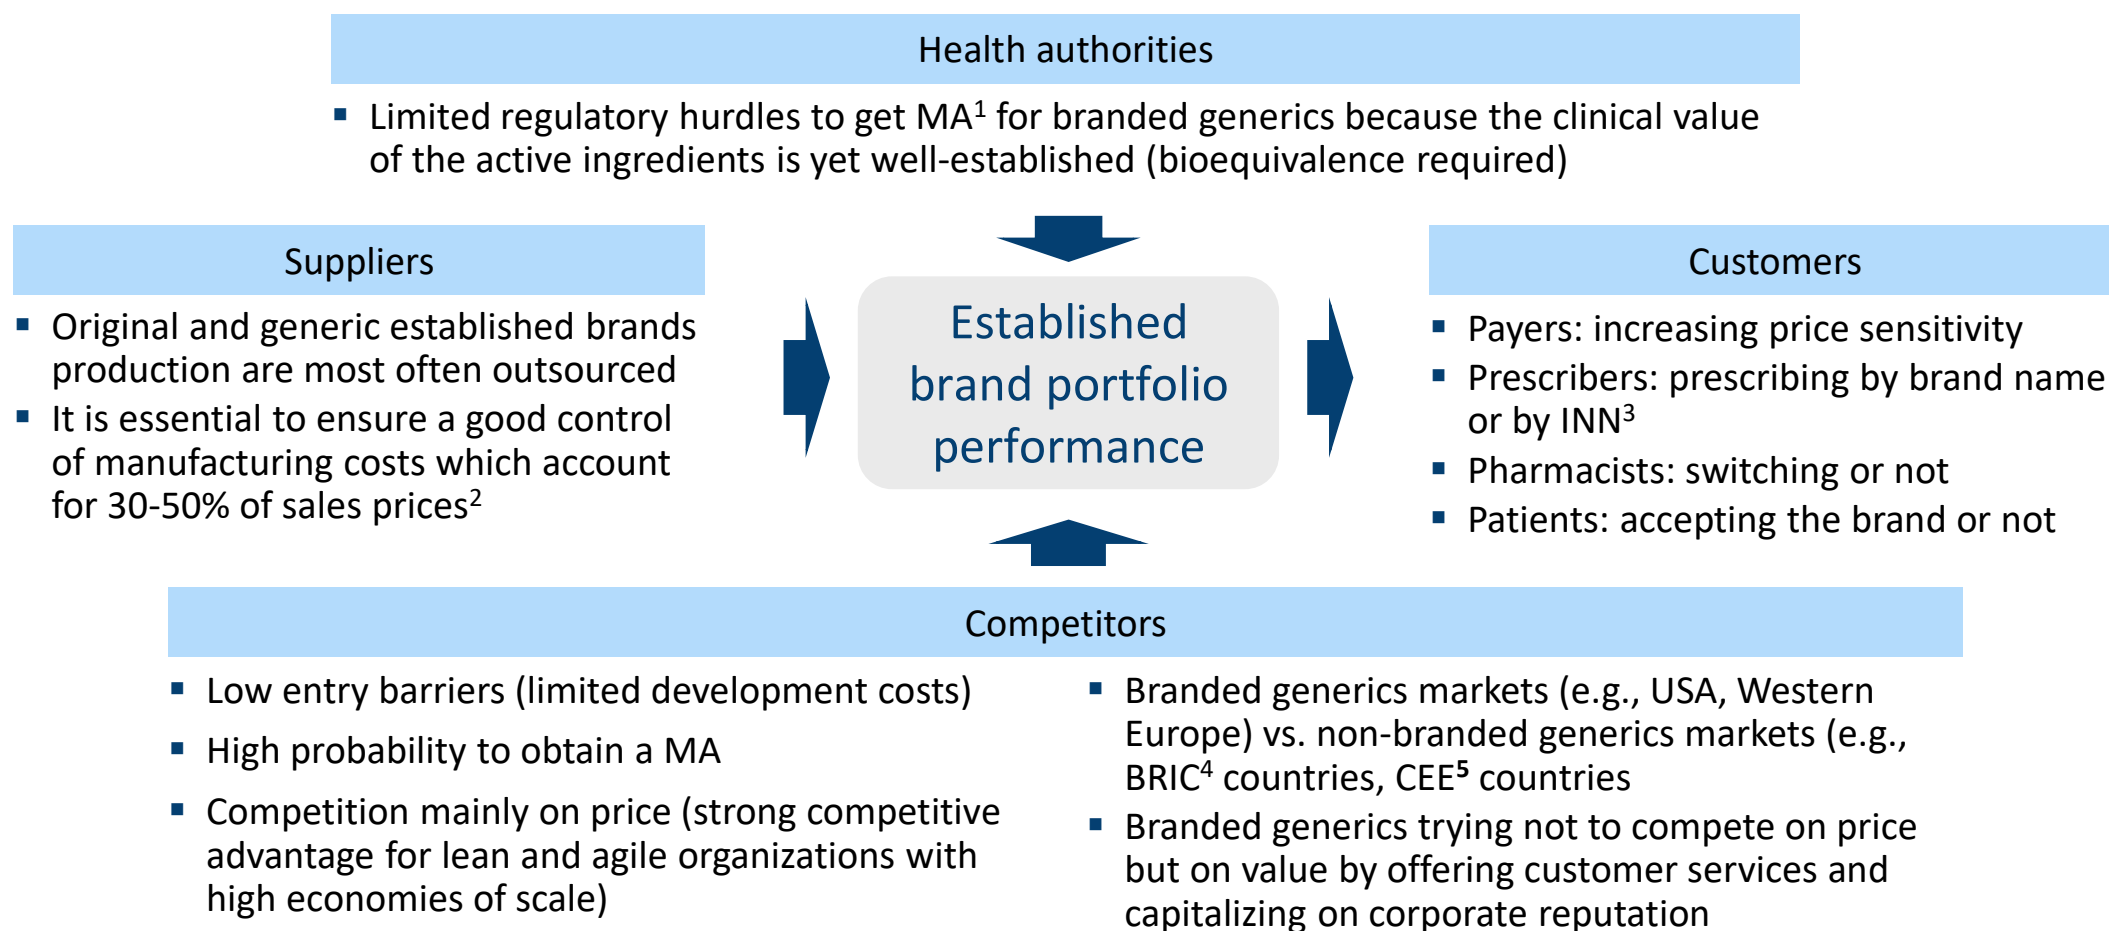 Health authorities
▪ Limited regulatory hurdles to get MA¹ for branded generics because the clinical value
of the active ingredients is yet well-established (bioequivalence required)
Suppliers
▪ Original and generic established brands
production are most often outsourced
▪ It is essential to ensure a good control
of manufacturing costs which account
for 30-50% of sales prices²
Established
brand portfolio
performance
Customers
▪ Payers: increasing price sensitivity
▪ Prescribers: prescribing by brand name
or by INN³
▪ Pharmacists: switching or not
▪ Patients: accepting the brand or not
Competitors
▪ Low entry barriers (limited development costs)
▪ High probability to obtain a MA
▪ Competition mainly on price (strong competitive
advantage for lean and agile organizations with
high economies of scale)
▪ Branded generics markets (e.g., USA, Western
Europe) vs. non-branded generics markets (e.g.,
BRIC⁴ countries, CEE⁵ countries
▪ Branded generics trying not to compete on price
but on value by offering customer services and
capitalizing on corporate reputation